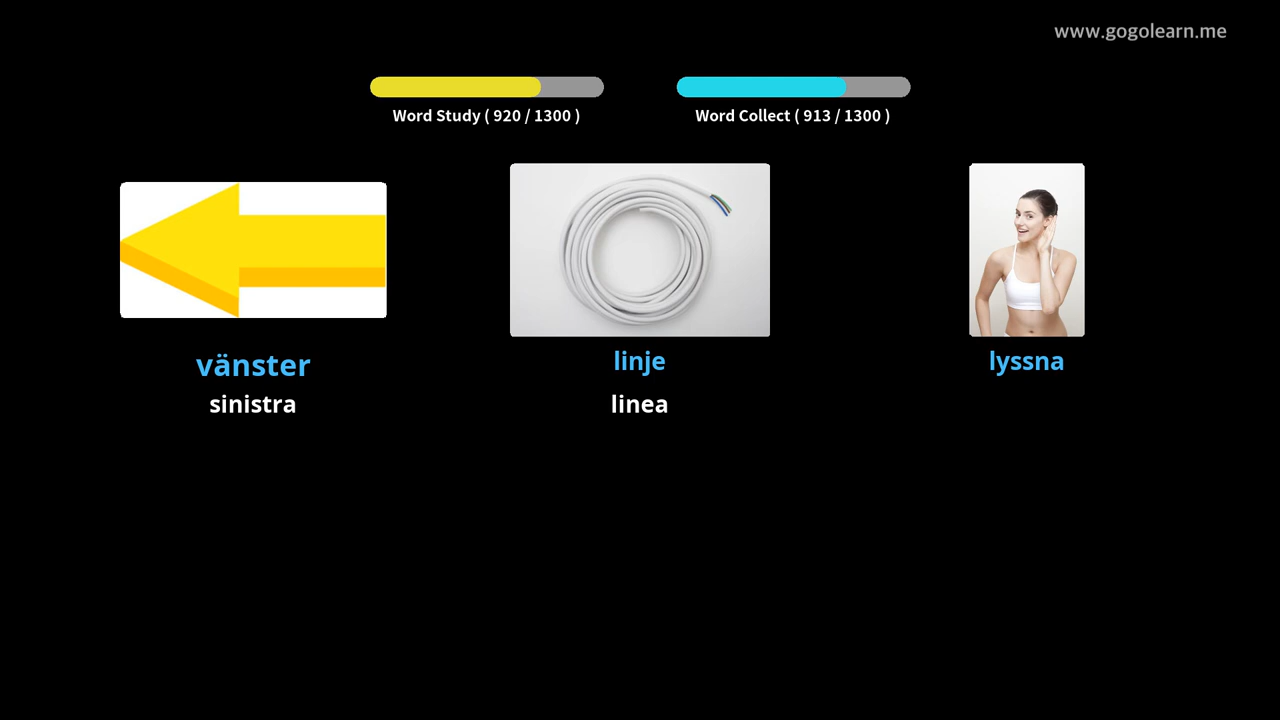 www.gogolearn.me
Word Study ( 920 / 1300 )
Word Collect ( 913 / 1300 )
vänster
linje
lyssna
sinistra
linea